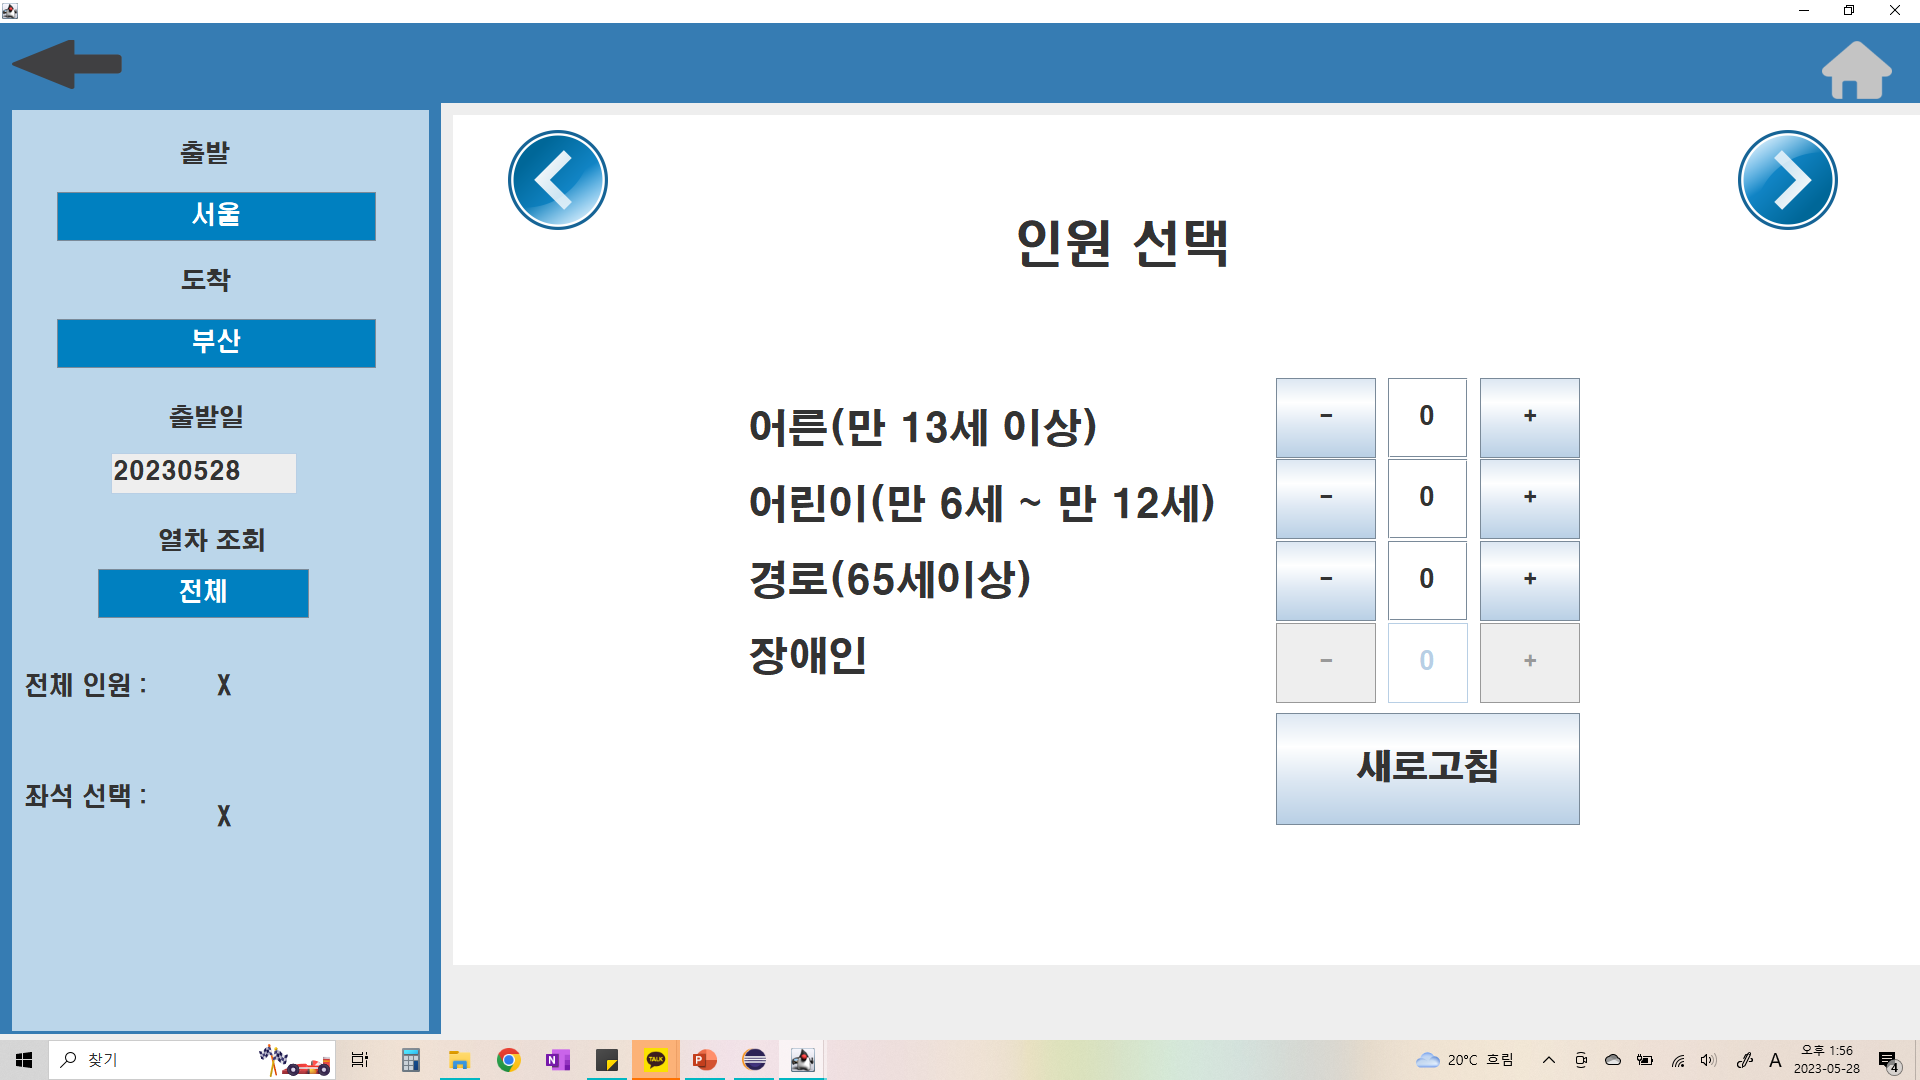 출발
서울
도착
부산
출발일
20230528
열차 조회
전체
전체 인원 : X
좌석 선택 : X
인원 선택
어른(만 13세 이상) - 0 +
어린이(만 6세 ~ 만 12세) - 0 +
경로(65세이상) - 0 +
장애인 - 0 +
새로고침
찾기
N
TALK
P
20°C 흐림
A
오후 1:56
2023-05-28
4